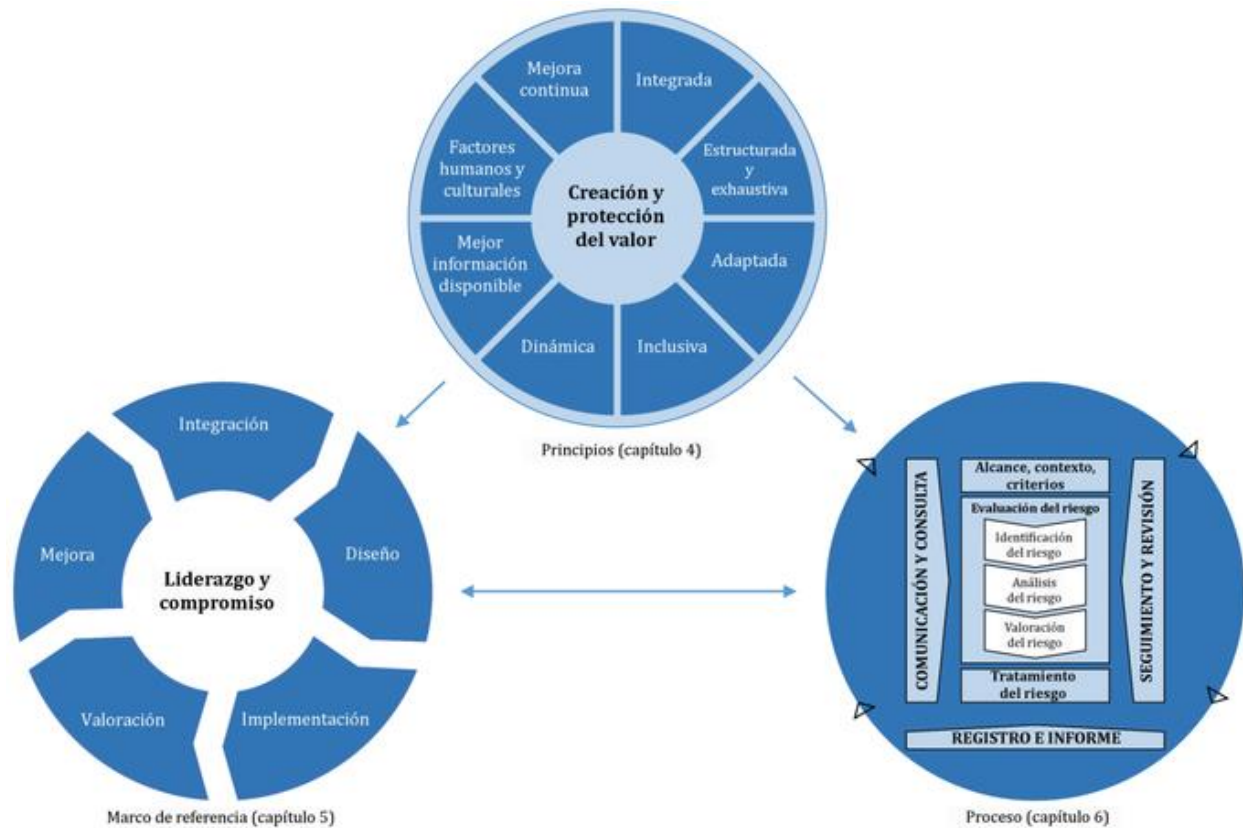 Mejora
continua
Integrada
Factores
humanos y
culturales
Estructurada
y
exhaustiva
Creación y
protección
del valor
Mejor
información
disponible
Adaptada
Dinámica
Inclusiva
Principios (capítulo 4)
Integración
Mejora
Diseño
Liderazgo y
compromiso
Valoración
Implementación
Marco de referencia (capítulo 5)
COMUNICACIÓN Y CONSULTA
Alcance, contexto,
criterios
Evaluación del riesgo
Identificación
del riesgo
Análisis
del riesgo
Valoración
del riesgo
Tratamiento
del riesgo
SEGUIMIENTO Y REVISIÓN
REGISTRO E INFORME
Proceso (capítulo 6)